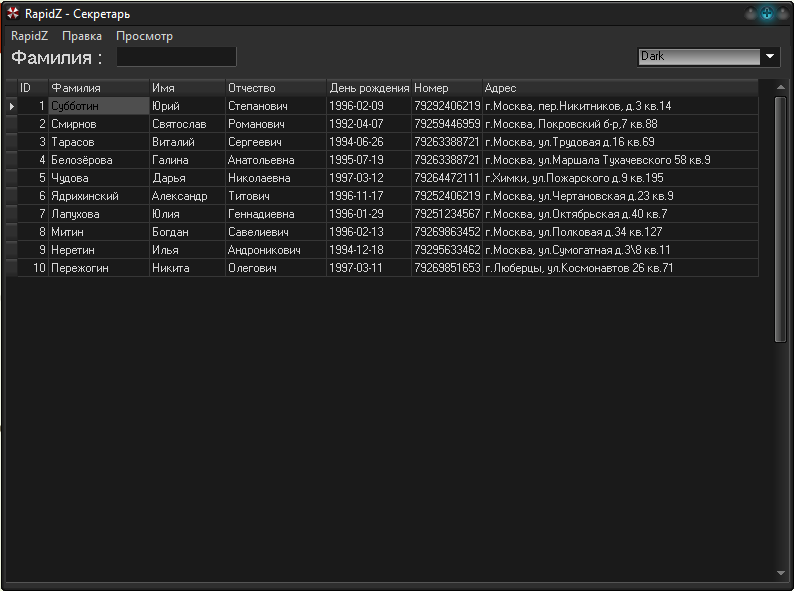 RapidZ - Секретарь
RapidZ Правка Просмотр
Фамилия : Dark
ID Фамилия Имя Отчество День рождения Номер Адрес
1 Субботин Юрий Степанович 1996-02-09 79292406219 г.Москва, пер.Никитников, д.3 кв.14
2 Смирнов Святослав Романович 1992-04-07 79259446959 г.Москва, Покровский б-р,7 кв.88
3 Тарасов Виталий Сергеевич 1994-06-26 79263388721 г.Москва, ул.Трудовая д.16 кв.69
4 Белозёрова Галина Анатольевна 1995-07-19 79263388721 г.Москва, ул.Маршала Тухачевского 58 кв.9
5 Чудова Дарья Николаевна 1997-03-12 79264472111 г.Химки, ул.Пожарского д.9 кв.195
6 Ядрихинский Александр Титович 1996-11-17 79252406219 г.Москва, ул.Чертановская д.23 кв.9
7 Лапухова Юлия Геннадиевна 1996-01-29 79251234567 г.Москва, ул.Октябрьская д.40 кв.7
8 Митин Богдан Савелиевич 1996-02-13 79269863452 г.Москва, ул.Полковая д.34 кв.127
9 Неретин Илья Андроникович 1994-12-18 79295633462 г.Москва, ул.Сумогатная д.3\8 кв.11
10 Пережогин Никита Олегович 1997-03-11 79269851653 г.Люберцы, ул.Космонавтов 26 кв.71